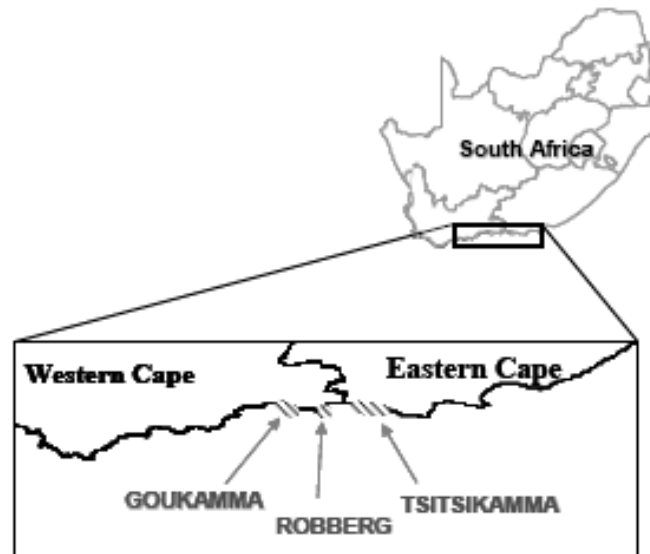 South Africa
Western Cape
Eastern Cape
GOUKAMMA
ROBBERG
TSITSIKAMMA